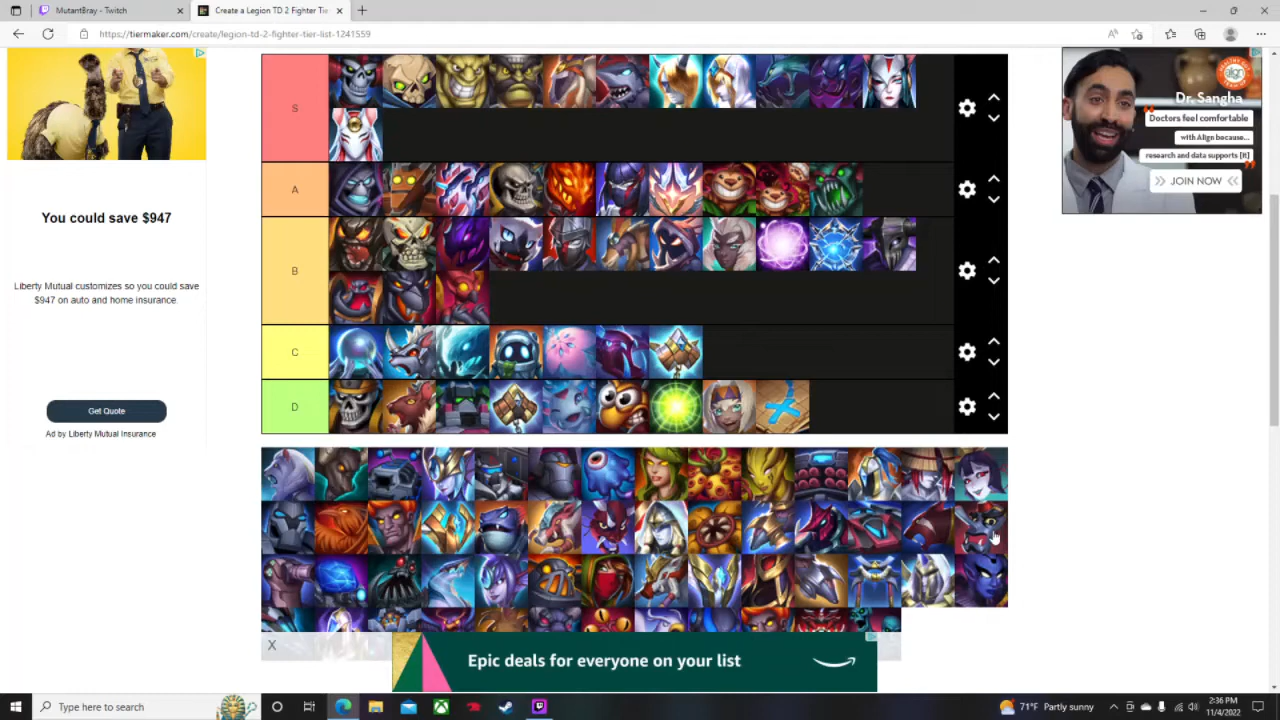 MutantBray - Twitch
Create a Legion TD 2 Fighter Tier
https://tiermaker.com/create/legion-td-2-fighter-tier-list-1241559
S
A
B
C
D
You could save $947
Liberty Mutual customizes so you could save
$947 on auto and home insurance.
Get Quote
Ad by Liberty Mutual Insurance
align
Dr. Sangha
Doctors feel comfortable
with Align because...
research and data supports [it]
>> JOIN NOW <<
X
Epic deals for everyone on your list
Type here to search
71°F Partly sunny
2:36 PM
11/4/2022